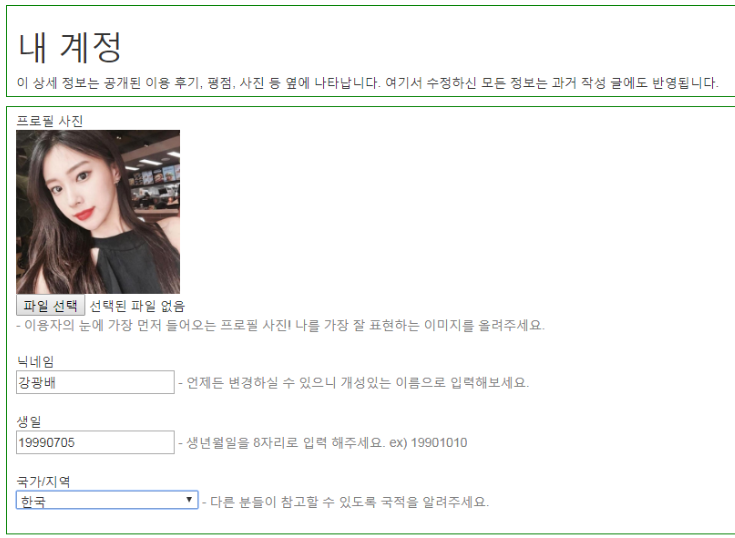 내 계정
이 상세 정보는 공개된 이용 후기, 평점, 사진 등 옆에 나타납니다. 여기서 수정하신 모든 정보는 과거 작성 글에도 반영됩니다.
프로필 사진
파일 선택 선택된 파일 없음
- 이용자의 눈에 가장 먼저 들어오는 프로필 사진! 나를 가장 잘 표현하는 이미지를 올려주세요.
닉네임
강광배 - 언제든 변경하실 수 있으니 개성있는 이름으로 입력해보세요.
생일
19990705 - 생년월일을 8자리로 입력 해주세요. ex) 19901010
국가/지역
한국 - 다른 분들이 참고할 수 있도록 국적을 알려주세요.